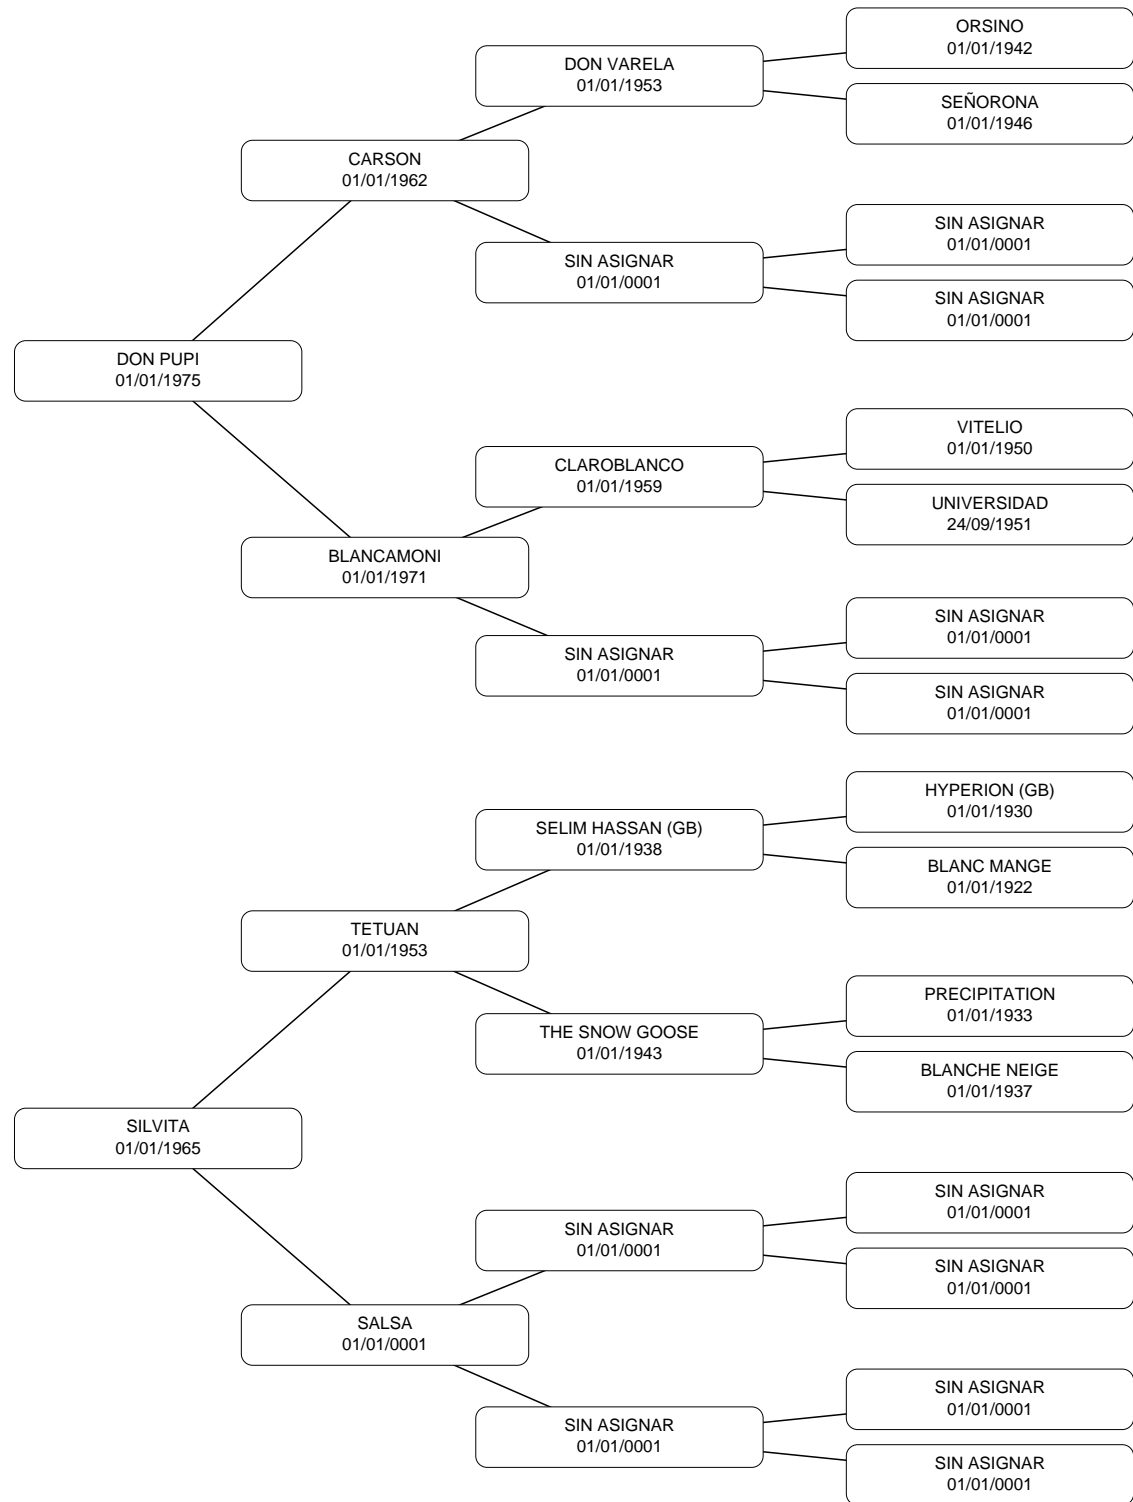 ORSINO
01/01/1942
DON VARELA
01/01/1953
SEÑORONA
01/01/1946
CARSON
01/01/1962
SIN ASIGNAR
01/01/0001
SIN ASIGNAR
01/01/0001
SIN ASIGNAR
01/01/0001
DON PUPI
01/01/1975
VITELIO
01/01/1950
CLAROBLANCO
01/01/1959
UNIVERSIDAD
24/09/1951
BLANCAMONI
01/01/1971
SIN ASIGNAR
01/01/0001
SIN ASIGNAR
01/01/0001
SIN ASIGNAR
01/01/0001
HYPERION (GB)
01/01/1930
SELIM HASSAN (GB)
01/01/1938
BLANC MANGE
01/01/1922
TETUAN
01/01/1953
PRECIPITATION
01/01/1933
THE SNOW GOOSE
01/01/1943
BLANCHE NEIGE
01/01/1937
SILVITA
01/01/1965
SIN ASIGNAR
01/01/0001
SIN ASIGNAR
01/01/0001
SIN ASIGNAR
01/01/0001
SALSA
01/01/0001
SIN ASIGNAR
01/01/0001
SIN ASIGNAR
01/01/0001
SIN ASIGNAR
01/01/0001